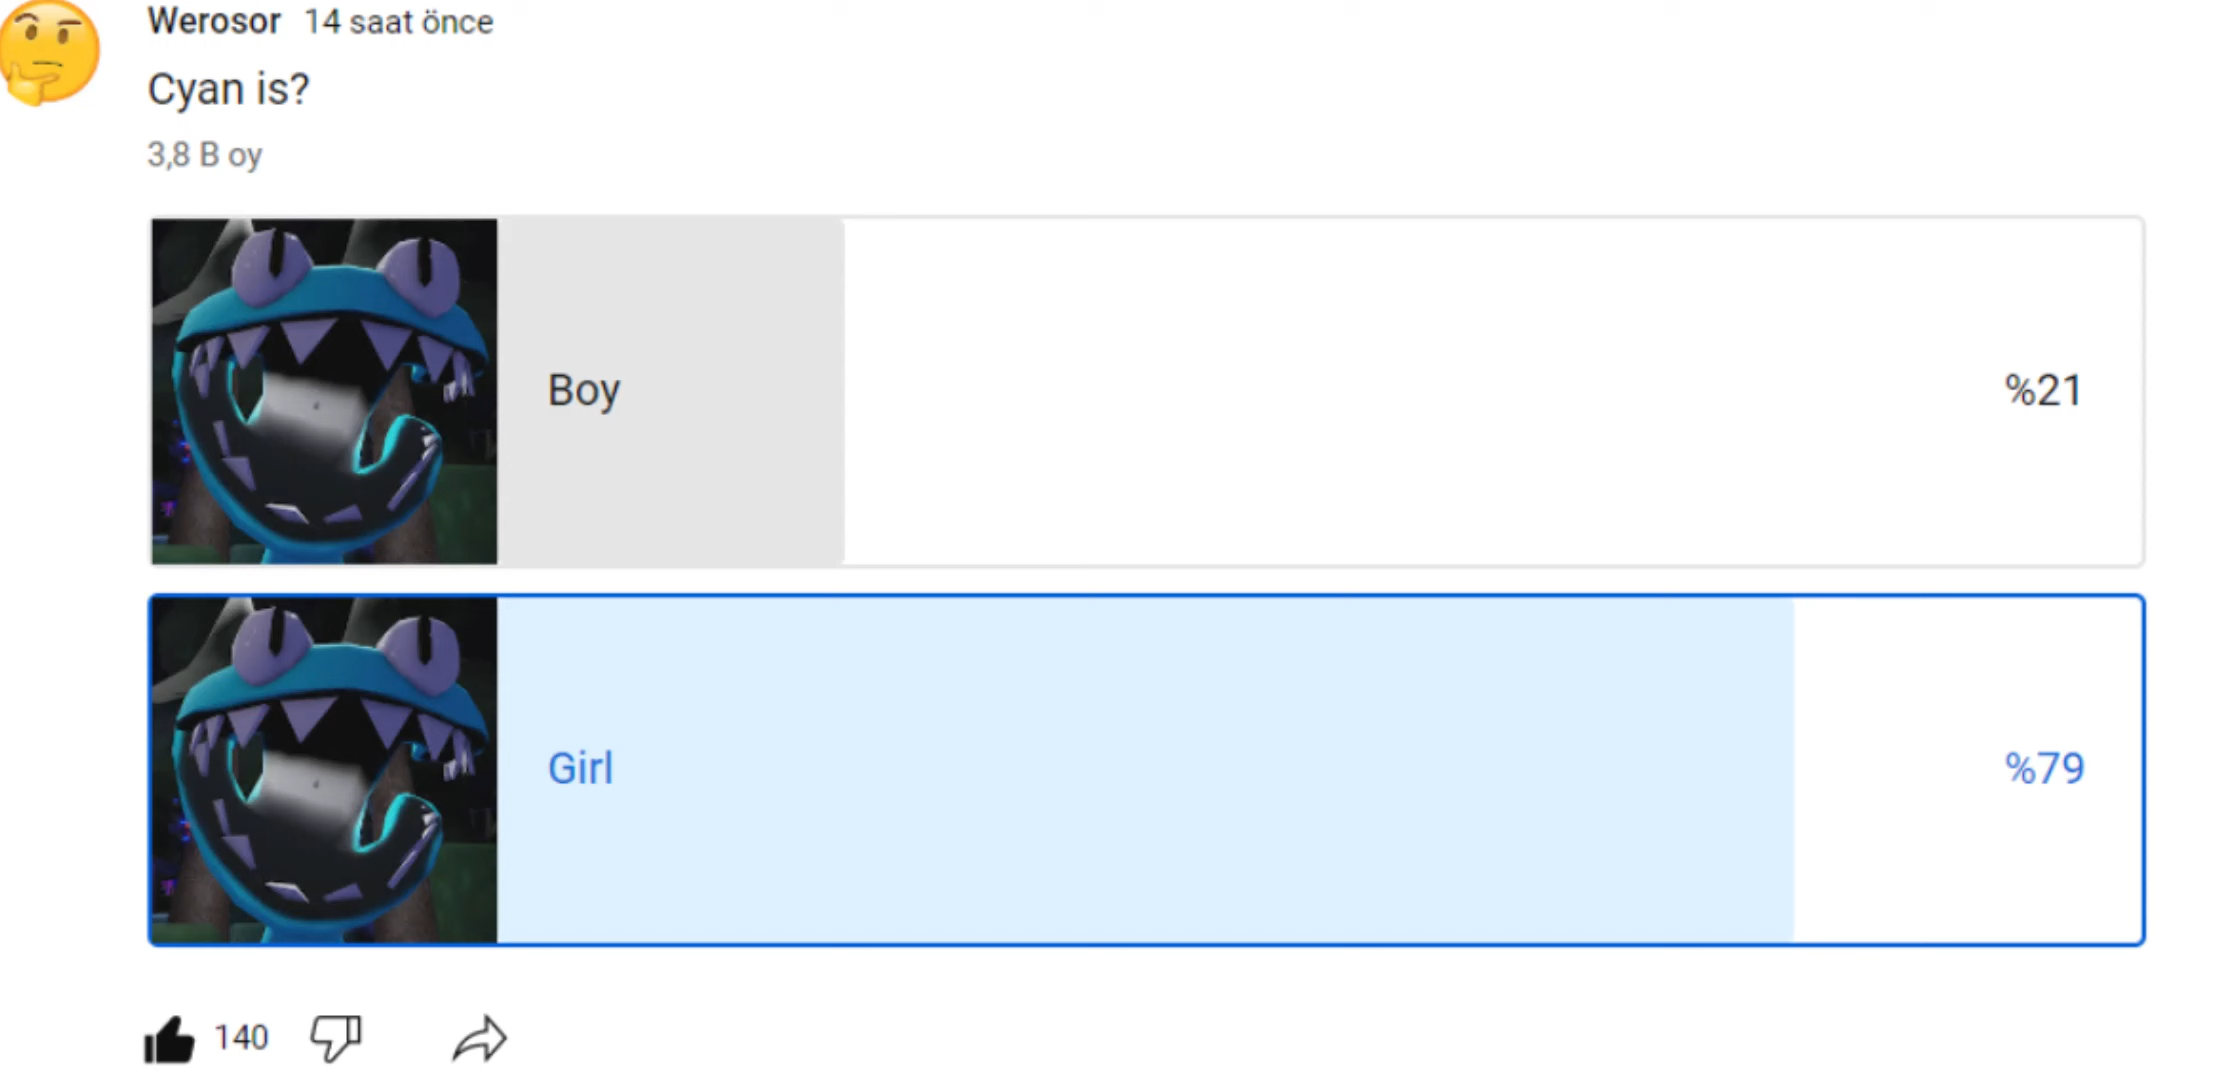 Werosor 14 saat önce
Cyan is?
3,8 B oy
Boy
%21
Girl
%79
140